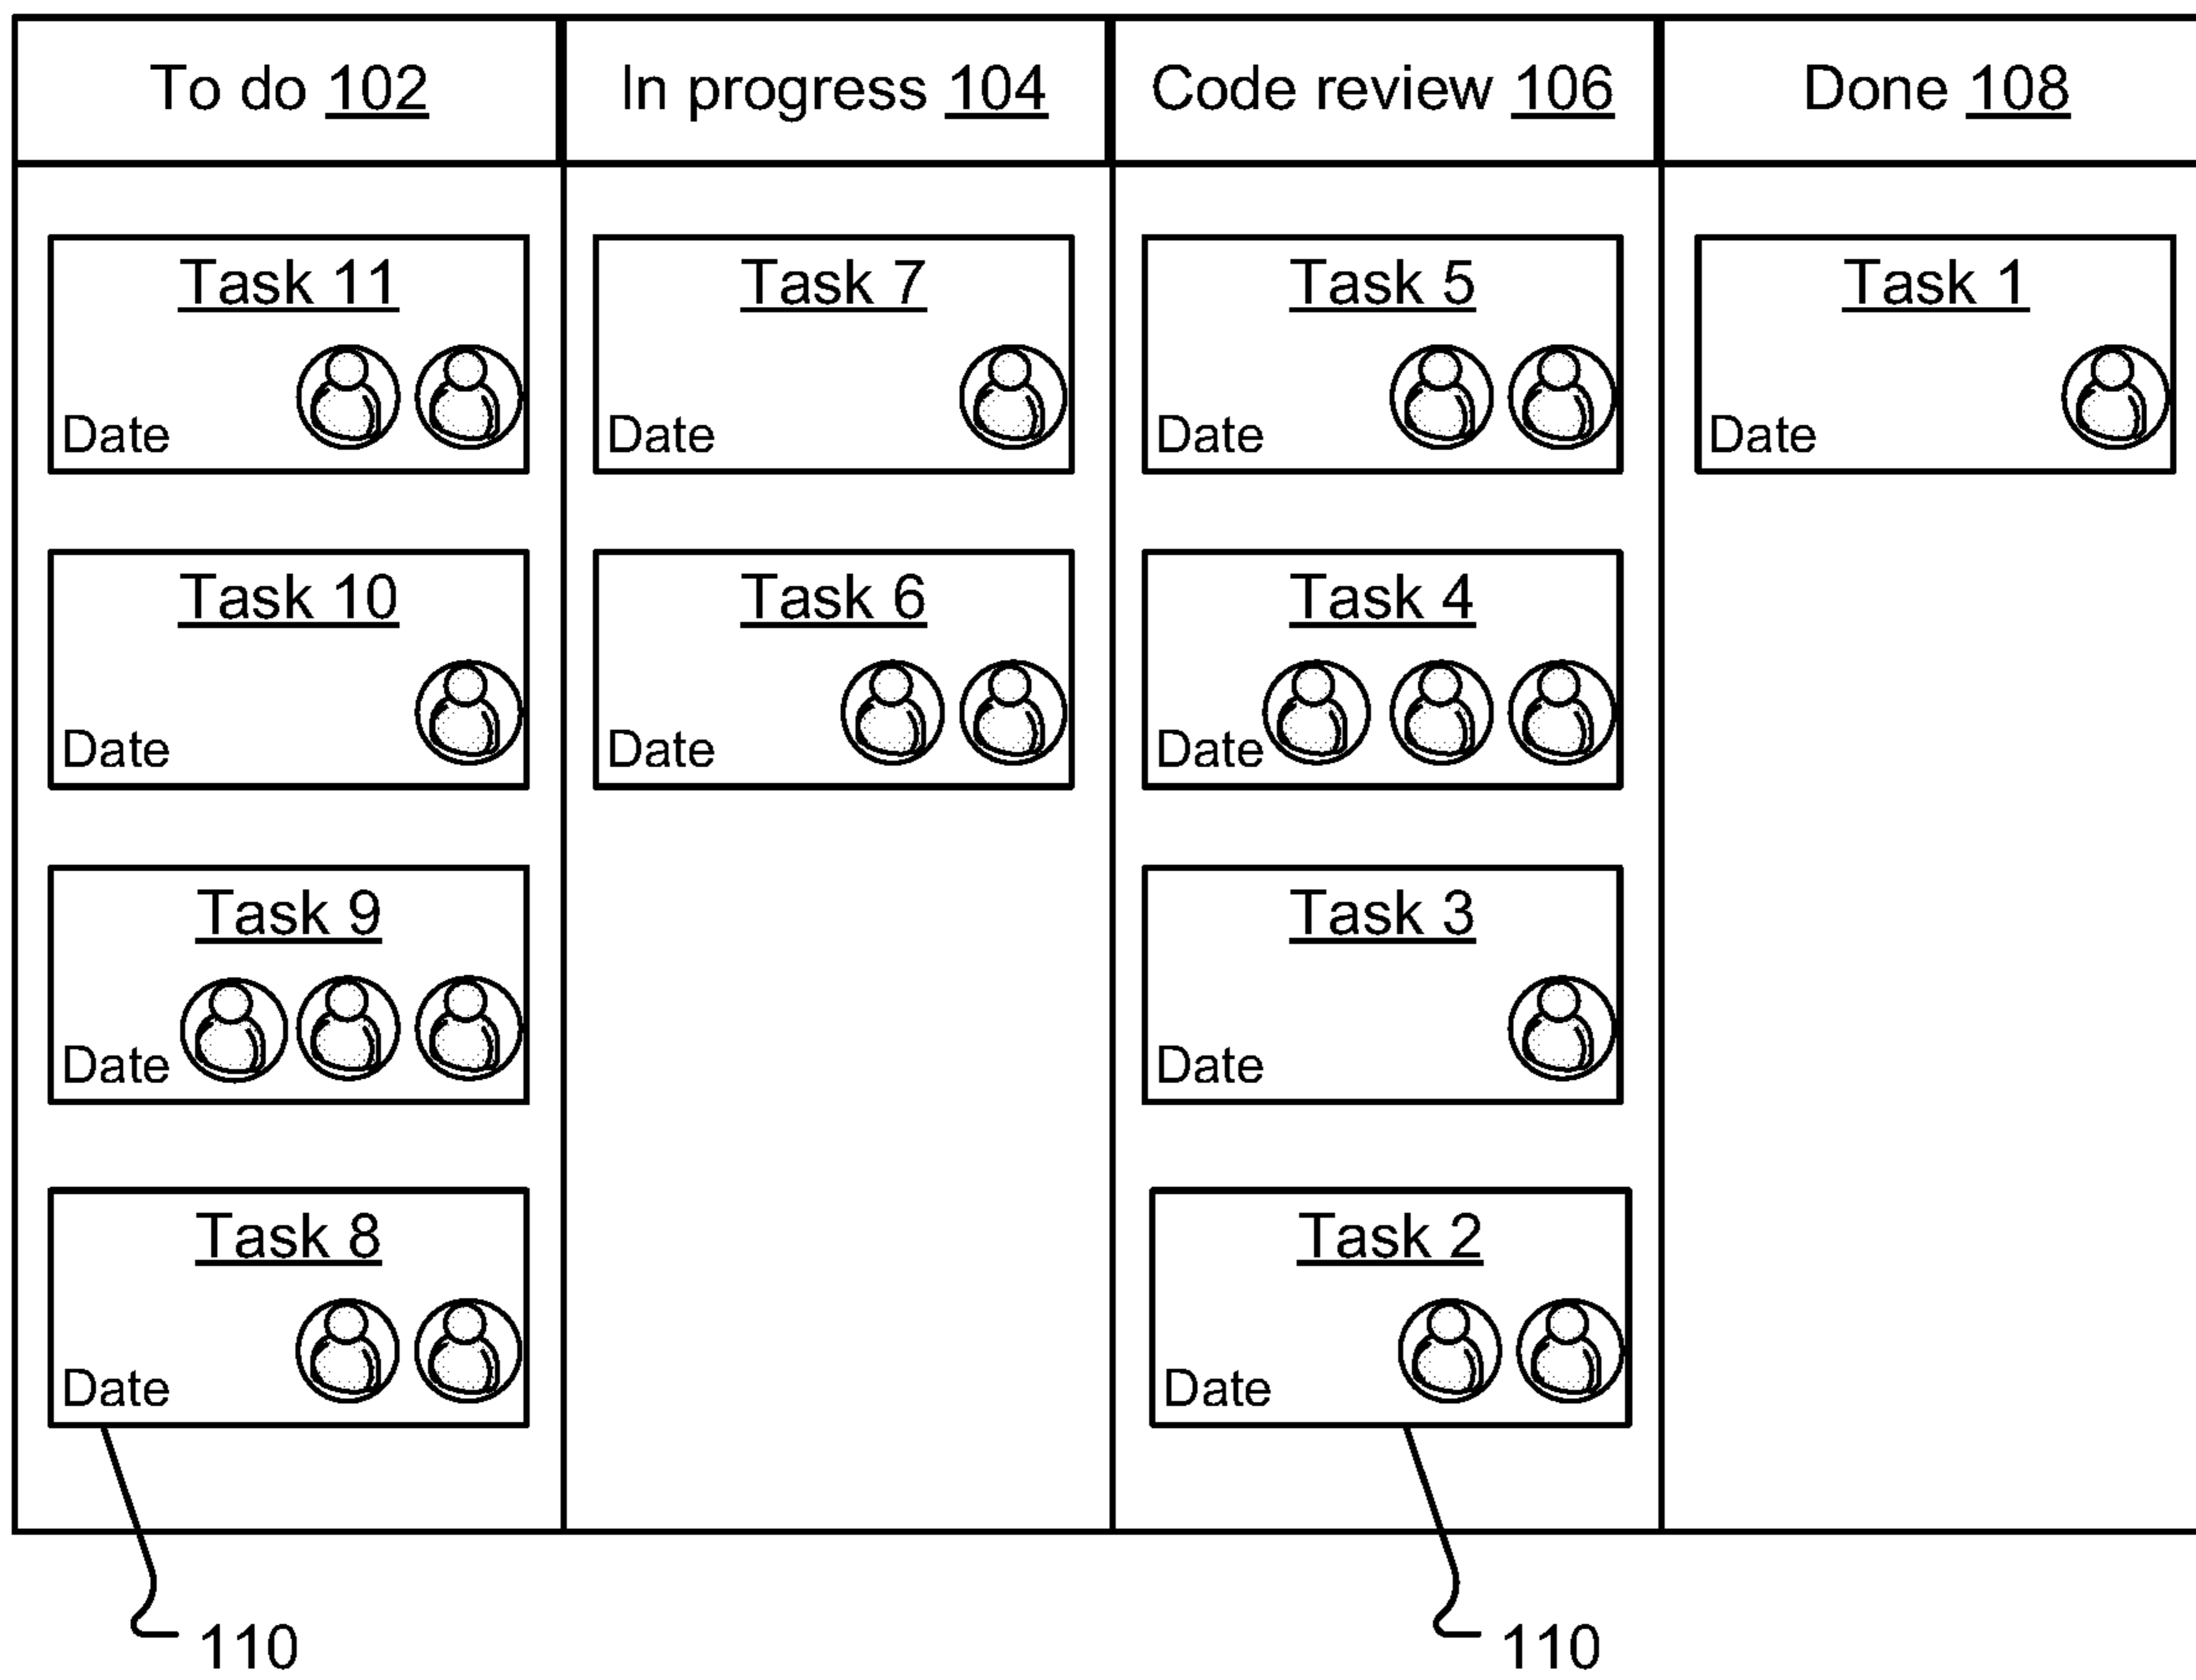 To do 102
In progress 104
Code review 106
Done 108
Task 11
Date
Task 10
Date
Task 9
Date
Task 8
Date
Task 7
Date
Task 6
Date
Task 5
Date
Task 4
Date
Task 3
Date
Task 2
Date
Task 1
Date
110
110